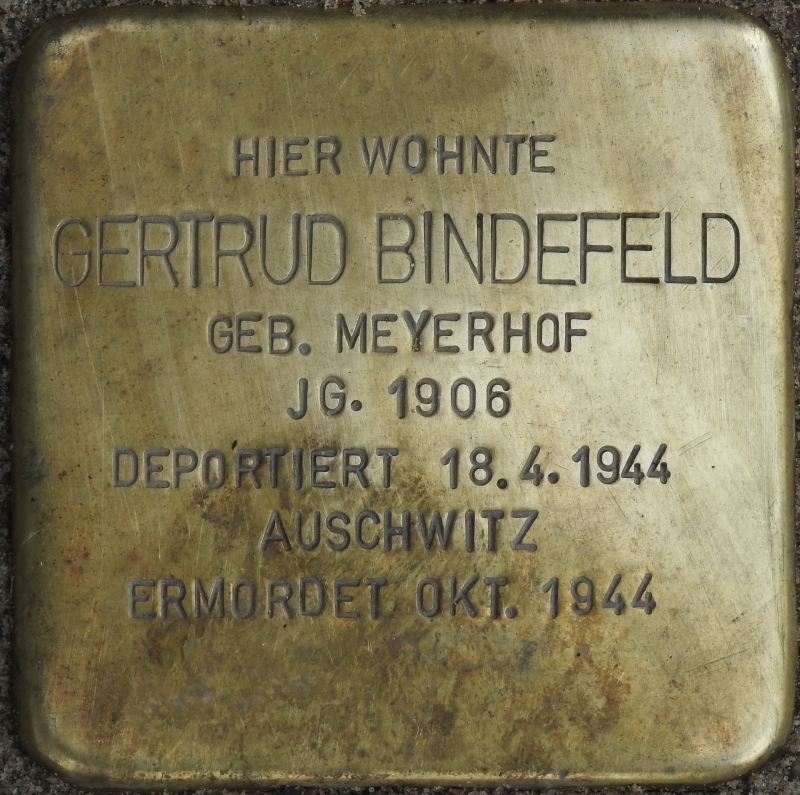 HIER WOHNTE
GERTRUD BINDEFELD
GEB. MEYERHOF
JG. 1906
DEPORTIERT 18.4.1944
AUSCHWITZ
ERMORDET OKT. 1944